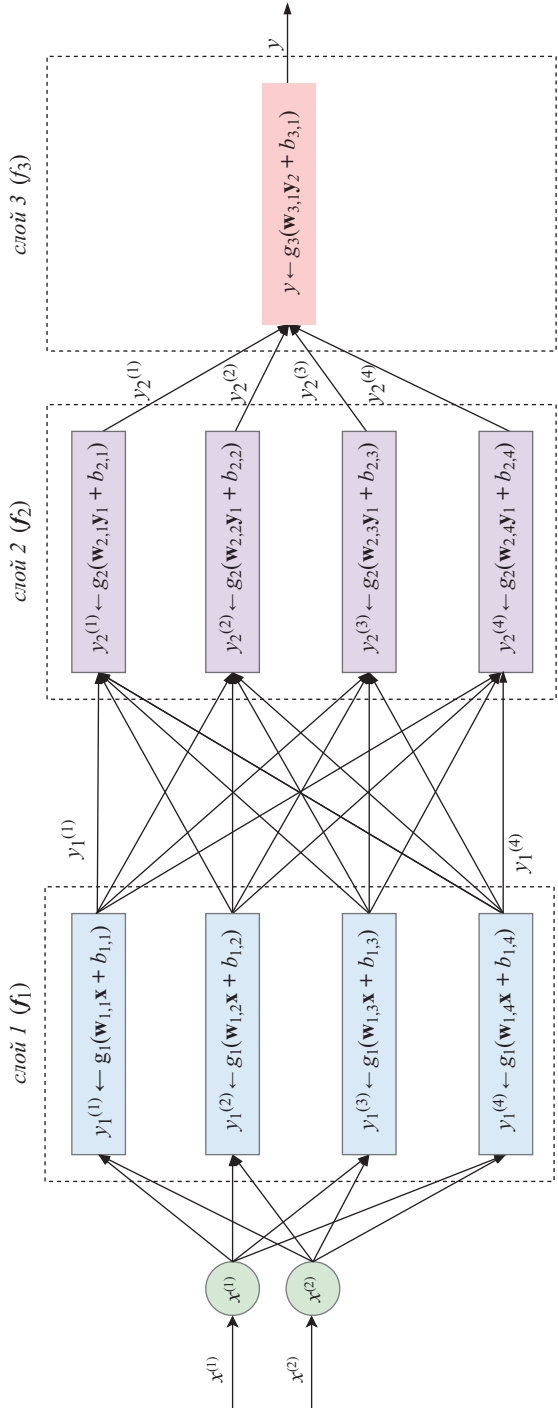 слой 1 (f₁)
слой 2 (f₂)
слой 3 (f₃)
x⁽¹⁾
x⁽²⁾
x⁽¹⁾
x⁽²⁾
y₁⁽¹⁾ ← g₁(w₁,₁x + b₁,₁)
y₁⁽²⁾ ← g₁(w₁,₂x + b₁,₂)
y₁⁽³⁾ ← g₁(w₁,₃x + b₁,₃)
y₁⁽⁴⁾ ← g₁(w₁,₄x + b₁,₄)
y₁⁽¹⁾
y₁⁽⁴⁾
y₂⁽¹⁾ ← g₂(w₂,₁y₁ + b₂,₁)
y₂⁽²⁾ ← g₂(w₂,₂y₁ + b₂,₂)
y₂⁽³⁾ ← g₂(w₂,₃y₁ + b₂,₃)
y₂⁽⁴⁾ ← g₂(w₂,₄y₁ + b₂,₄)
y₂⁽¹⁾
y₂⁽²⁾
y₂⁽³⁾
y₂⁽⁴⁾
y ← g₃(w₃,₁y₂ + b₃,₁)
y